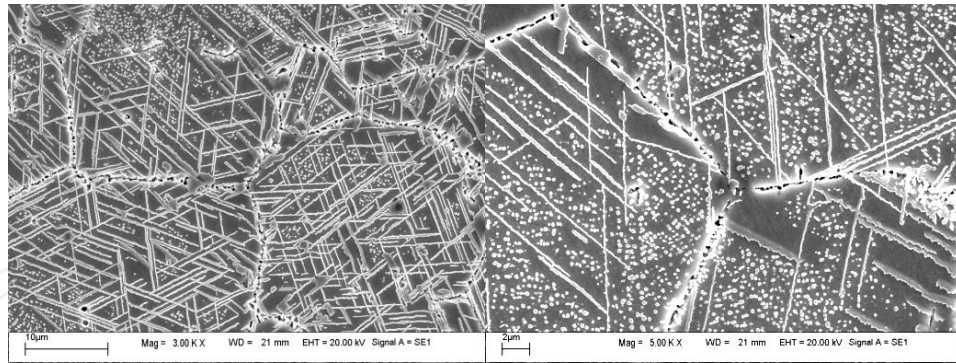 10µm
Mag = 3.00 K X WD = 21 mm EHT = 20.00 kV Signal A = SE1
2µm
Mag = 5.00 K X WD = 21 mm EHT = 20.00 kV Signal A = SE1